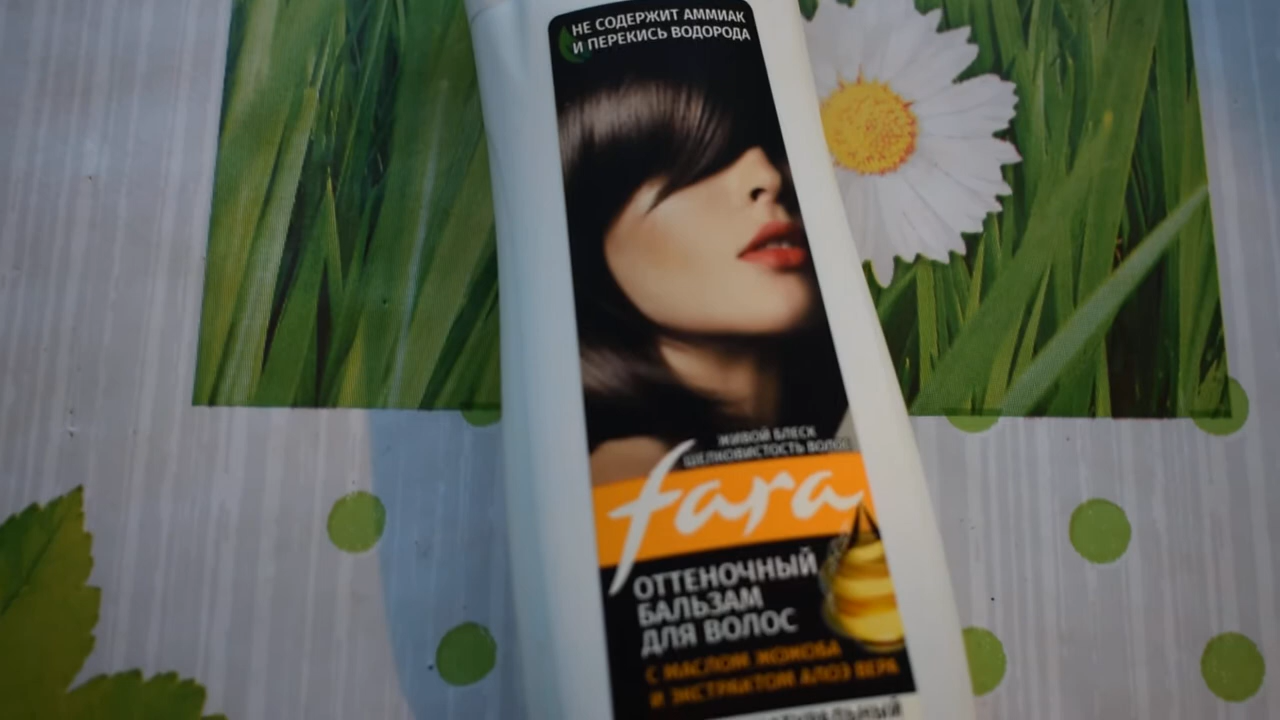 НЕ СОДЕРЖИТ АММИАК
И ПЕРЕКИСЬ ВОДОРОДА
ЖИВОЙ БЛЕСК
ШЕЛКОВИСТОСТЬ ВОЛОС
fara
ОТТЕНОЧНЫЙ
БАЛЬЗАМ
ДЛЯ ВОЛОС
С МАСЛОМ ЖОЖОБА
И ЭКСТРАКТОМ АЛОЭ ВЕРА